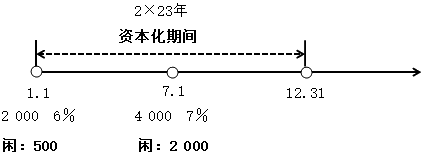 2×23年
资本化期间
1.1 7.1 12.31
2 000 6% 4 000 7%
闲：500 闲：2 000